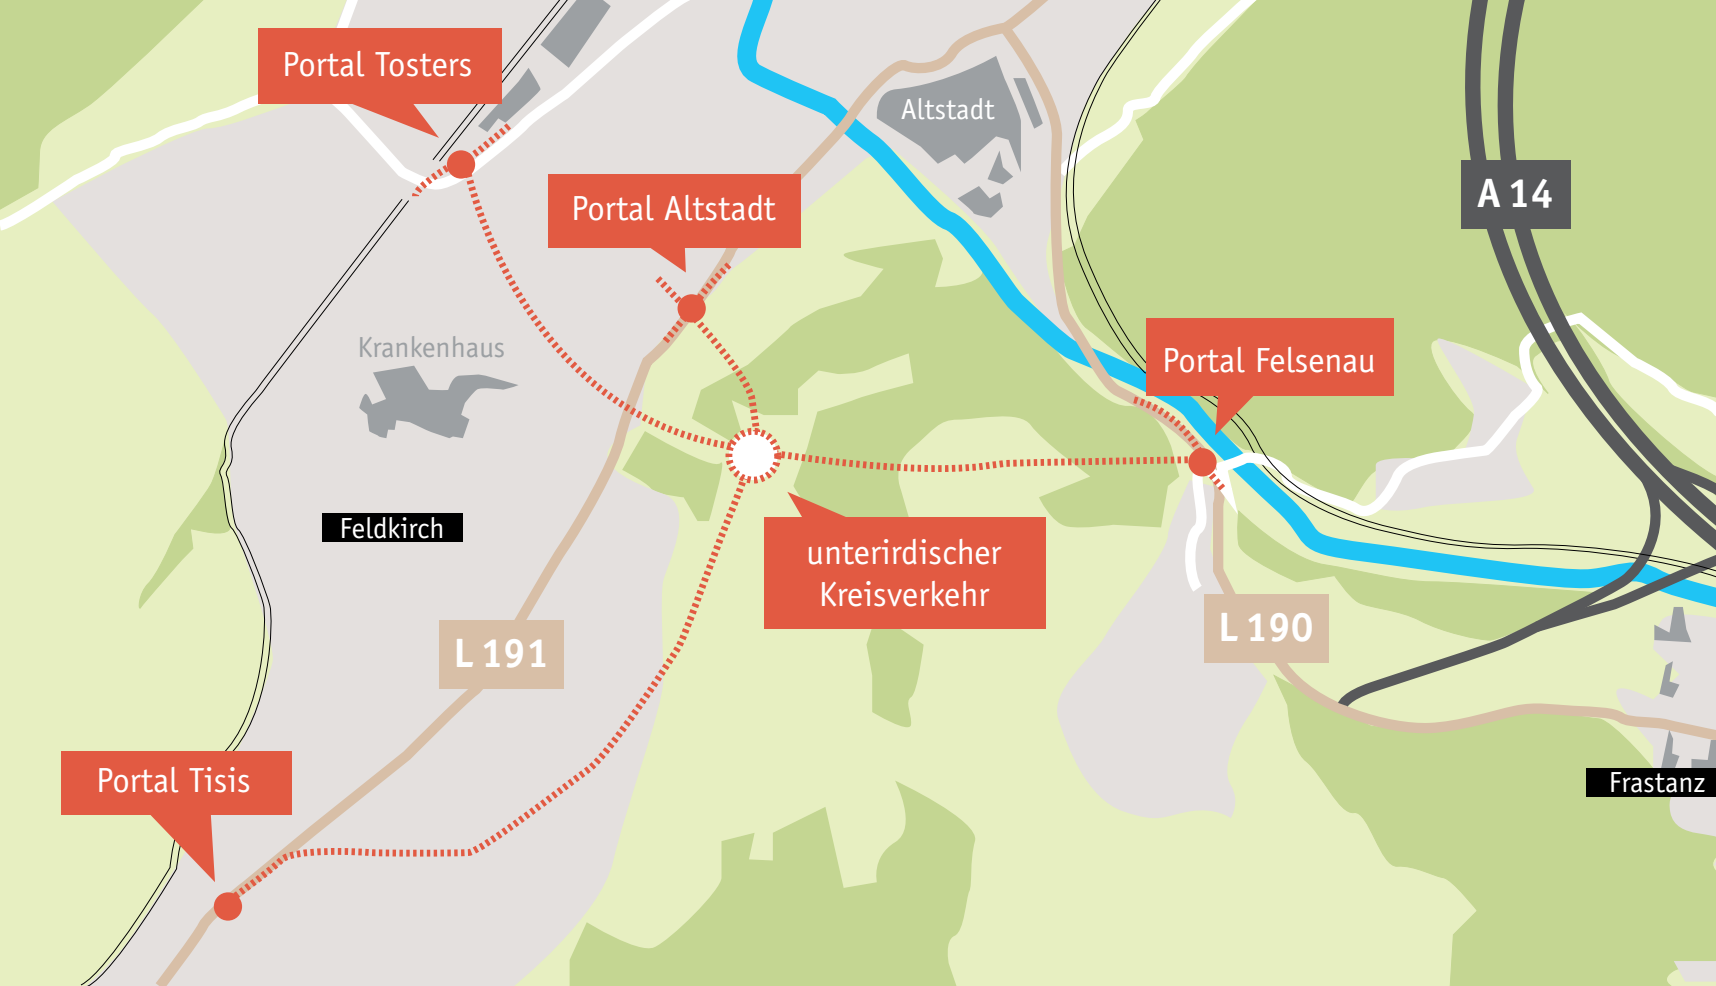 Portal Tosters
Altstadt
A 14
Portal Altstadt
Krankenhaus
Portal Felsenau
Feldkirch
unterirdischer
Kreisverkehr
L 190
L 191
Portal Tisis
Frastanz